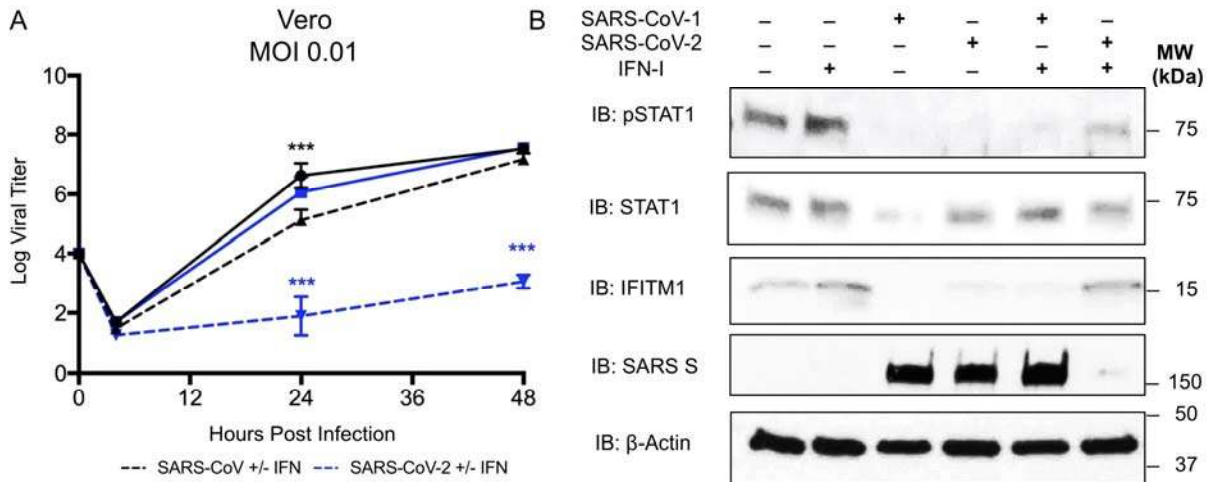 A
Vero
MOI 0.01
***
***
***
10
8
6
4
2
0
0
12
24
36
48
Log Viral Titer
Hours Post Infection
SARS-CoV +/- IFN
SARS-CoV-2 +/- IFN
B
SARS-CoV-1 – – + – + –
SARS-CoV-2 – – – + – +
IFN-I – + – – + +
MW
(kDa)
IB: pSTAT1
75
IB: STAT1
75
IB: IFITM1
15
IB: SARS S
150
IB: β-Actin
50
37